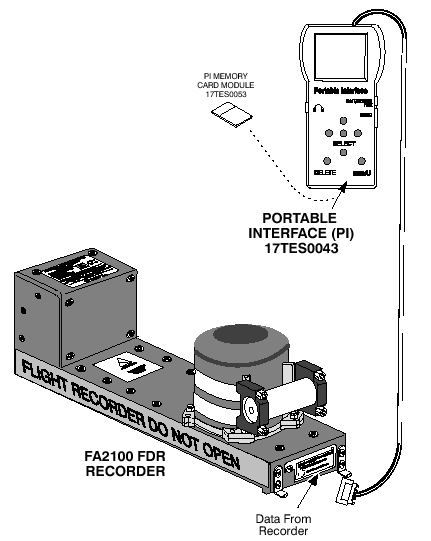 PI MEMORY
CARD MODULE
17TES0053
Portable Interface
SELECT
DELETE
MENU
PORTABLE
INTERFACE (PI)
17TES0043
FLIGHT RECORDER DO NOT OPEN
FA2100 FDR
RECORDER
Data From
Recorder